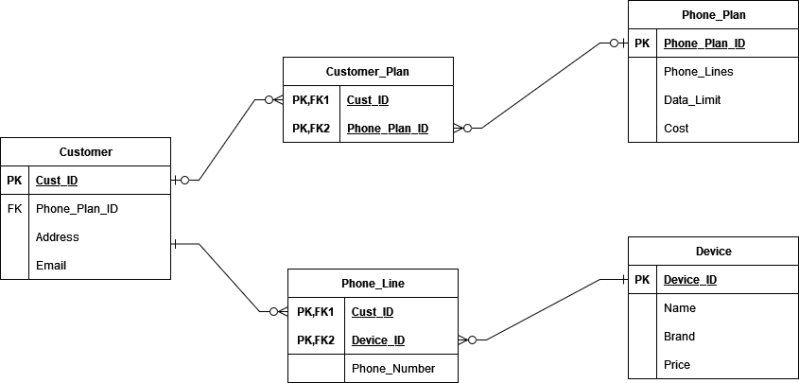 Phone_Plan
PK Phone_Plan_ID
Phone_Lines
Data_Limit
Cost
Customer_Plan
PK,FK1 Cust_ID
PK,FK2 Phone_Plan_ID
Customer
PK Cust_ID
FK Phone_Plan_ID
Address
Email
Phone_Line
PK,FK1 Cust_ID
PK,FK2 Device_ID
Phone_Number
Device
PK Device_ID
Name
Brand
Price